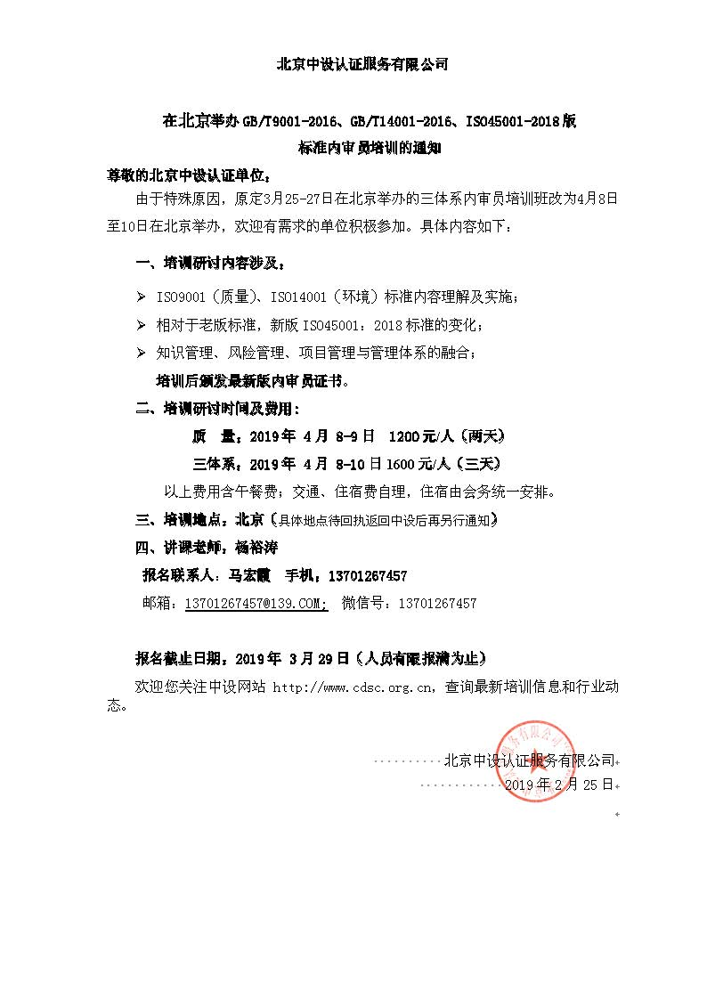 北京中设认证服务有限公司
在北京举办GB/T9001-2016、GB/T14001-2016、ISO45001-2018版
标准内审员培训的通知
尊敬的北京中设认证单位：
由于特殊原因，原定3月25-27日在北京举办的三体系内审员培训班改为4月8日
至10日在北京举办，欢迎有需求的单位积极参加。具体内容如下：
一、培训研讨内容涉及：
➢ ISO9001（质量）、ISO14001（环境）标准内容理解及实施；
➢ 相对于老版标准，新版ISO45001：2018标准的变化；
➢ 知识管理、风险管理、项目管理与管理体系的融合；
培训后颁发最新版内审员证书。
二、培训研讨时间及费用:
质　量：2019年 4月 8-9日　1200元/人（两天）
三体系：2019年 4月 8-10日1600元/人（三天）
以上费用含午餐费；交通、住宿费自理，住宿由会务统一安排。
三、培训地点：北京（具体地点待回执返回中设后再另行通知）
四、讲课老师：杨裕涛
报名联系人：马宏霞　手机：13701267457
邮箱：13701267457@139.COM;　微信号：13701267457
报名截止日期：2019年 3月29日（人员有限报满为止）
欢迎您关注中设网站 http://www.cdsc.org.cn，查询最新培训信息和行业动
态。
北京中设认证服务有限公司
2019年2月25日